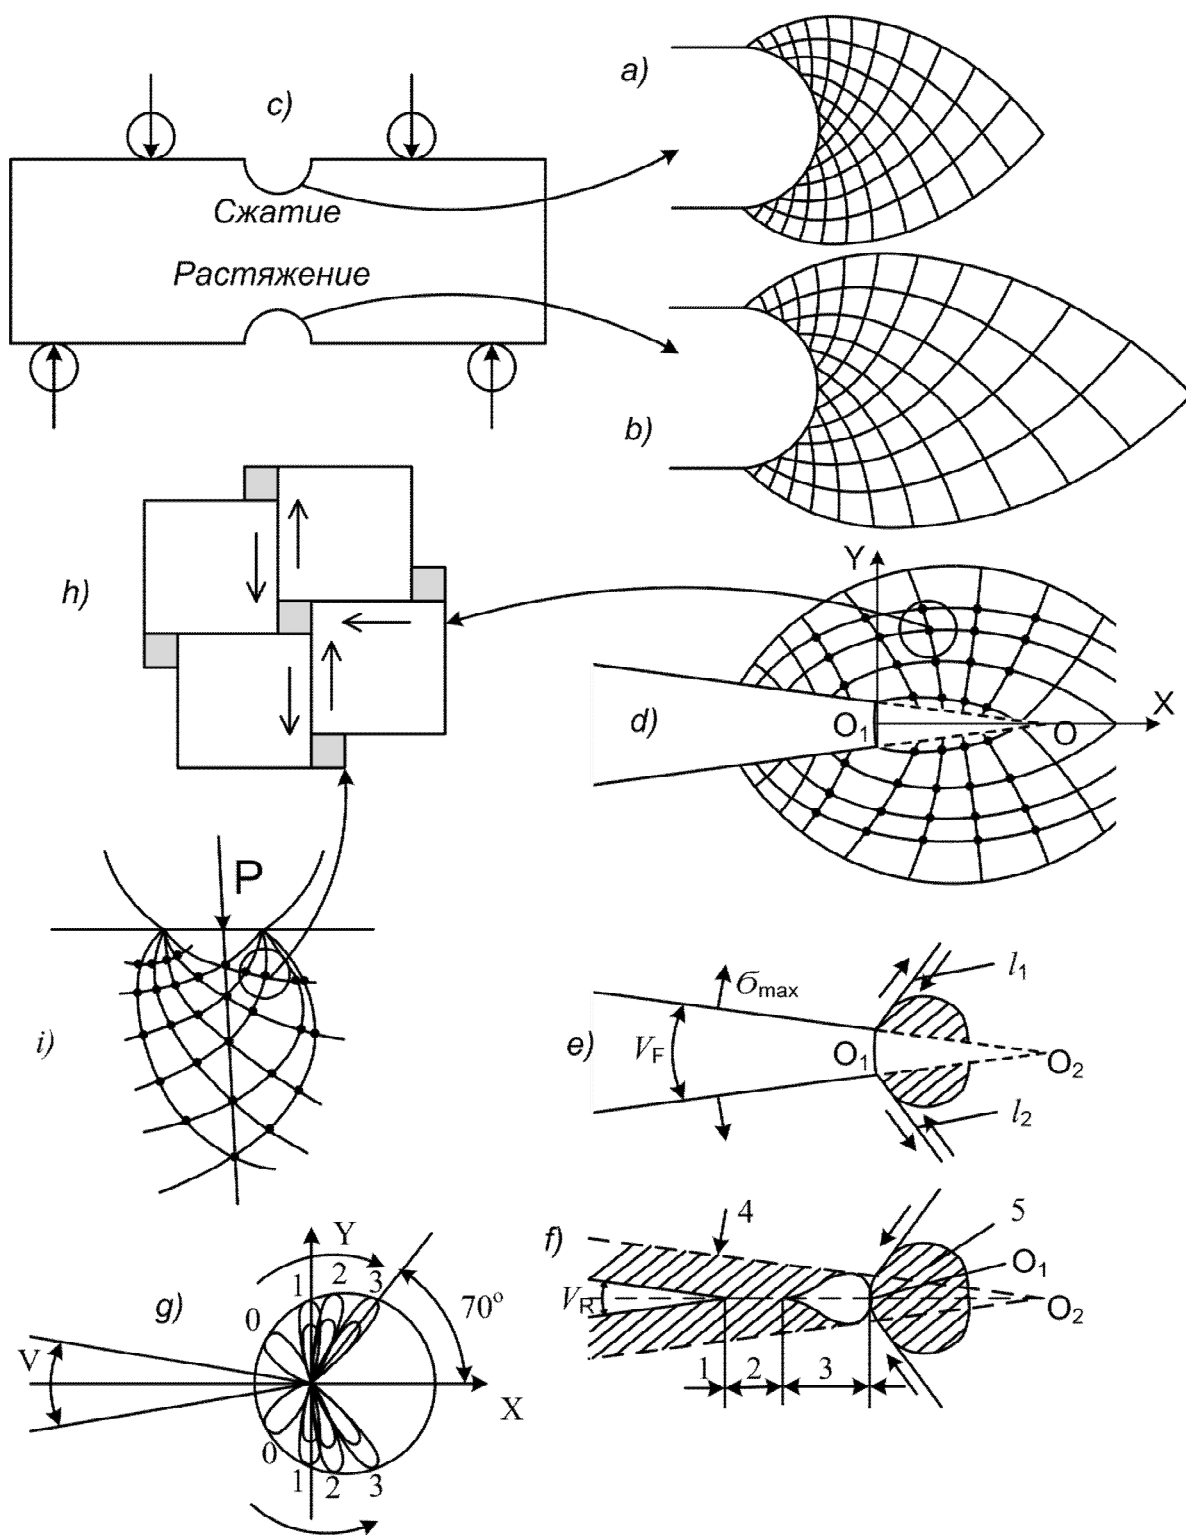 c)
Сжатие
Растяжение
a)
b)
h)
Y
X
d)
O₁
O
P
i)
σmax
l₁
e)
VF
O₁
O₂
l₂
g)
Y
1
2
3
0
70°
V
X
0
1
2
3
f)
4
5
O₁
VR
O₂
1
2
3